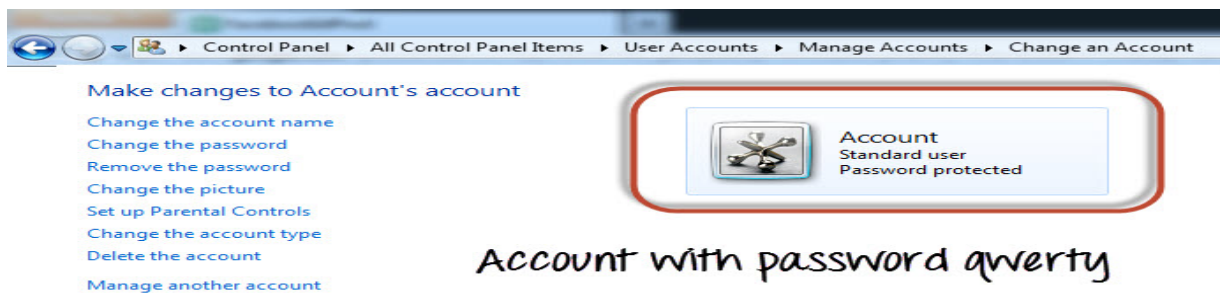 Control Panel ▸ All Control Panel Items ▸ User Accounts ▸ Manage Accounts ▸ Change an Account
Make changes to Account's account
Change the account name
Change the password
Remove the password
Change the picture
Set up Parental Controls
Change the account type
Delete the account
Manage another account
Account
Standard user
Password protected
Account with password qwerty